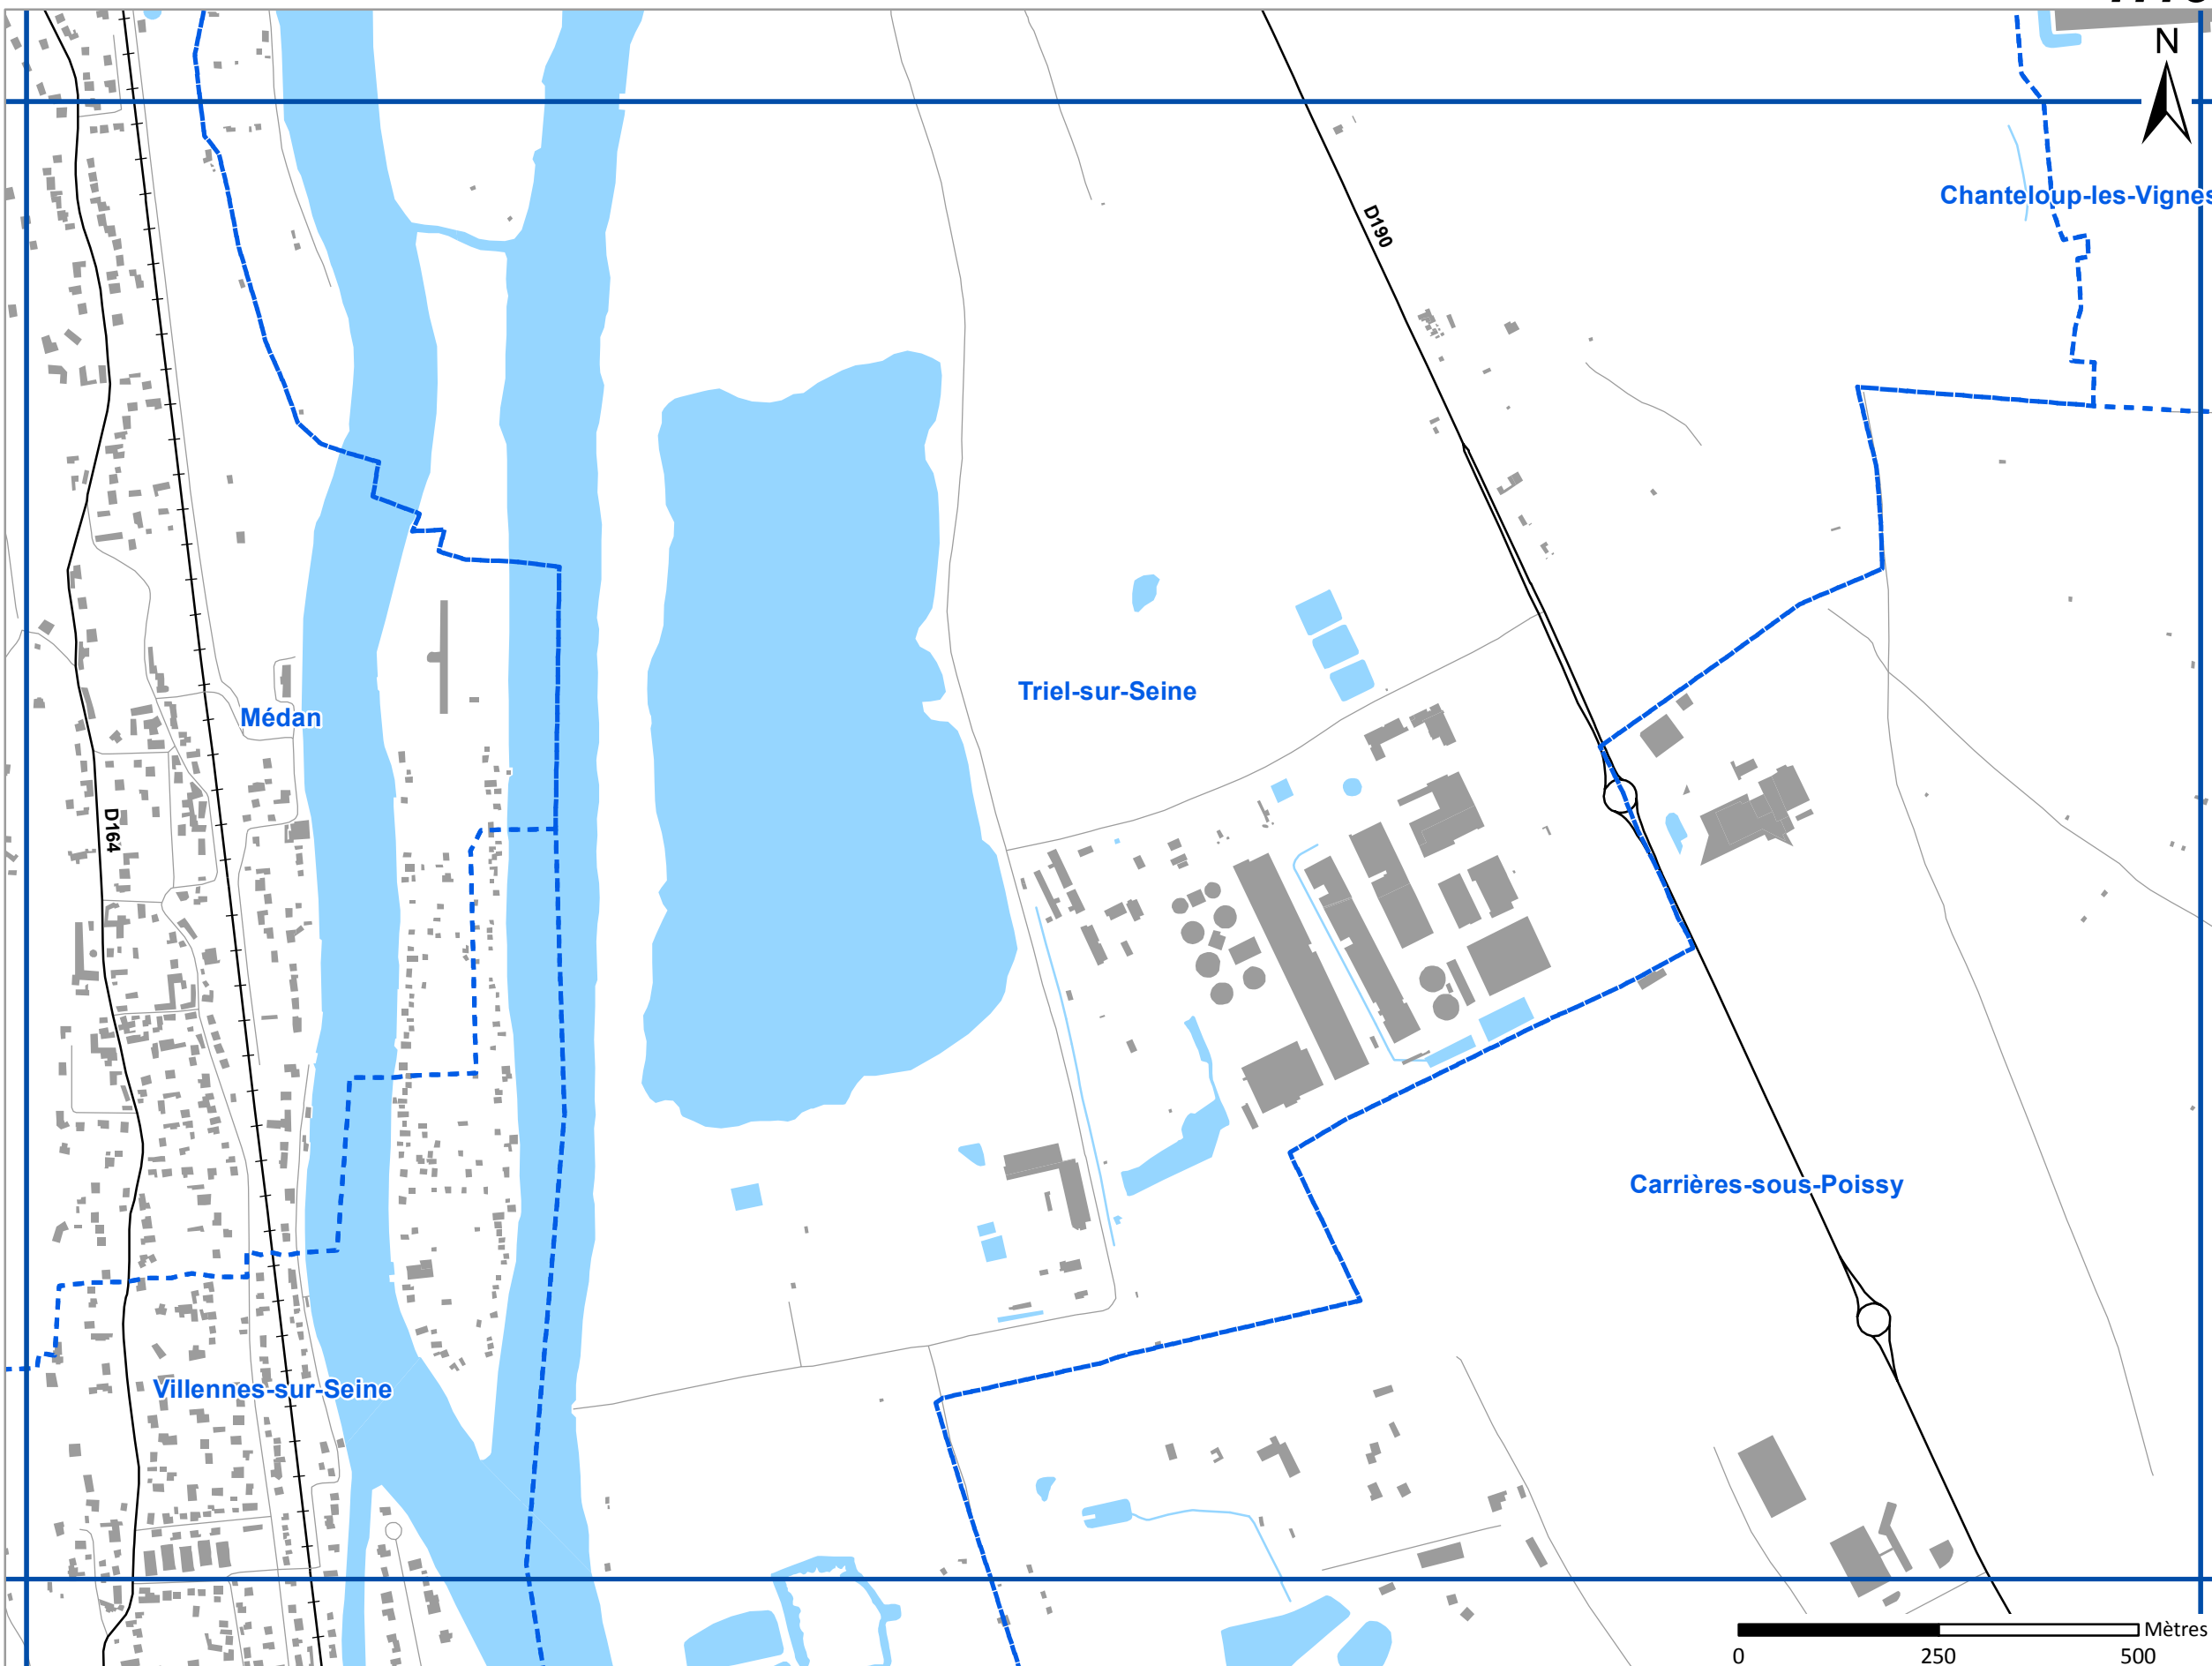 N
Chanteloup-les-Vignes
D190
Triel-sur-Seine
Médan
D164
Carrières-sous-Poissy
Villennes-sur-Seine
Mètres
0 250 500